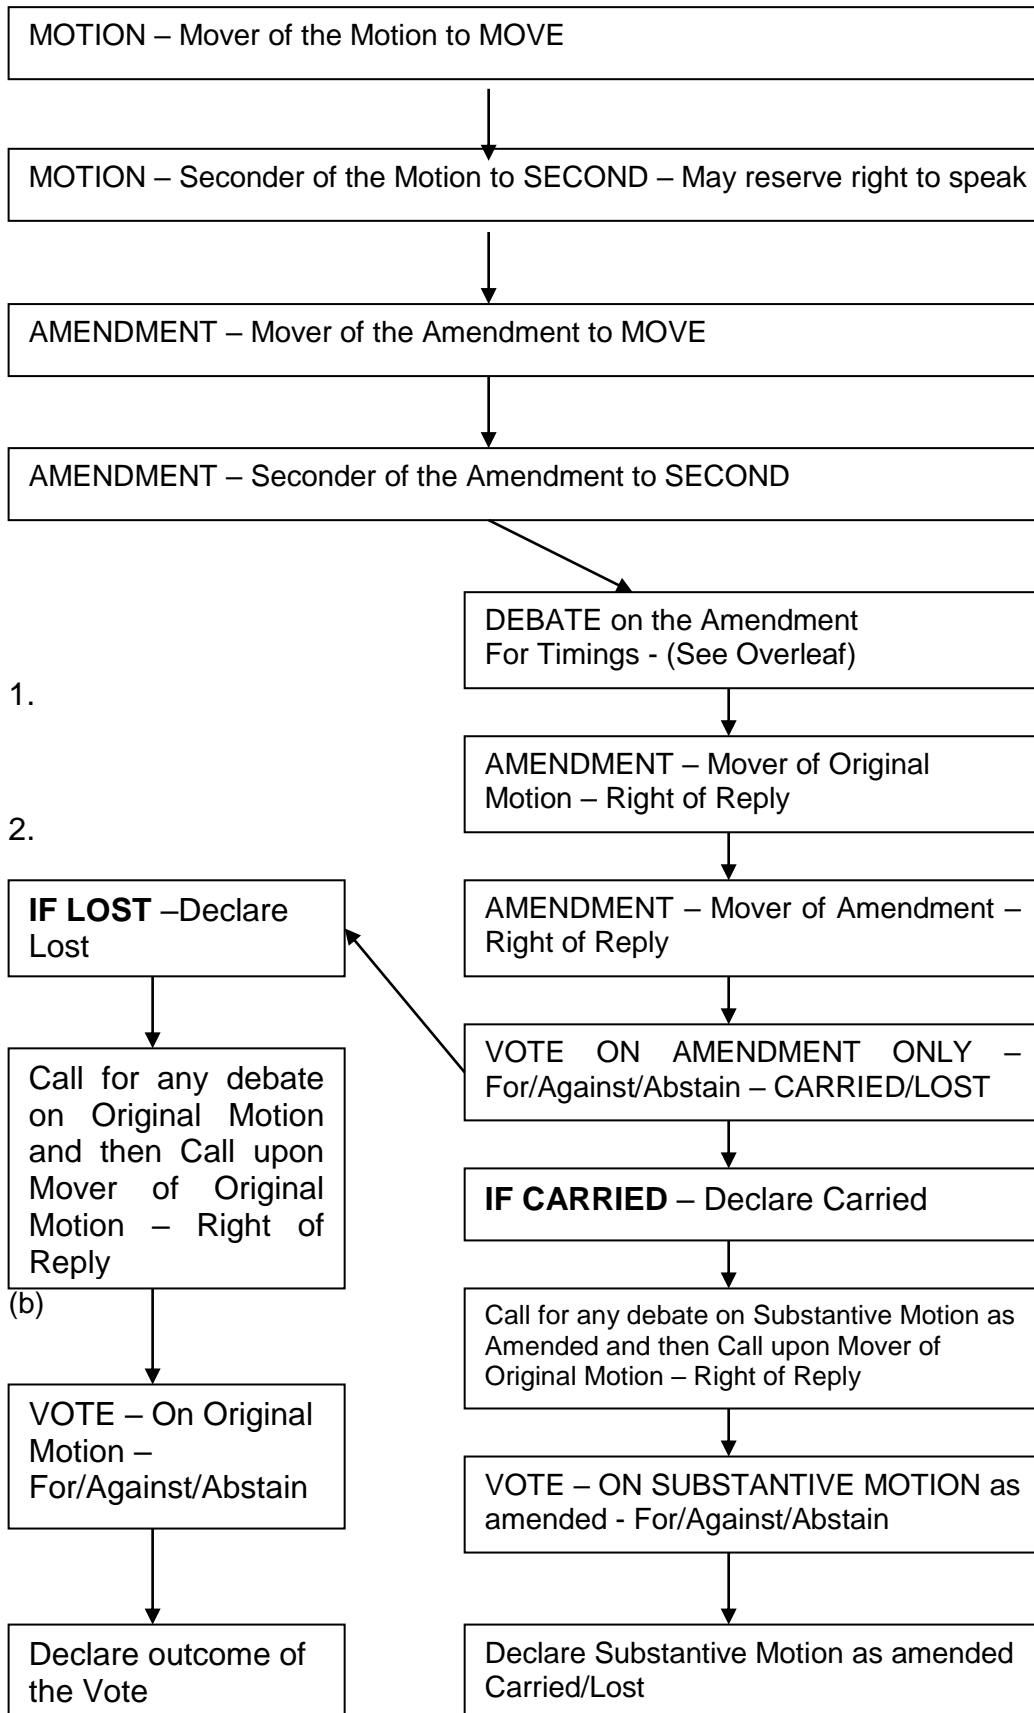 MOTION – Mover of the Motion to MOVE
MOTION – Seconder of the Motion to SECOND – May reserve right to speak
AMENDMENT – Mover of the Amendment to MOVE
AMENDMENT – Seconder of the Amendment to SECOND
DEBATE on the Amendment
For Timings - (See Overleaf)
1.
AMENDMENT – Mover of Original
Motion – Right of Reply
2.
AMENDMENT – Mover of Amendment –
Right of Reply
VOTE ON AMENDMENT ONLY –
For/Against/Abstain – CARRIED/LOST
IF LOST –Declare
Lost
Call for any debate
on Original Motion
and then Call upon
Mover of Original
Motion – Right of
Reply
(b)
VOTE – On Original
Motion –
For/Against/Abstain
Declare outcome of
the Vote
IF CARRIED – Declare Carried
Call for any debate on Substantive Motion as
Amended and then Call upon Mover of
Original Motion – Right of Reply
VOTE – ON SUBSTANTIVE MOTION as
amended - For/Against/Abstain
Declare Substantive Motion as amended
Carried/Lost